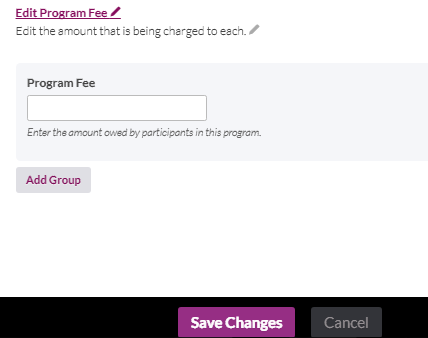 Edit Program Fee
Edit the amount that is being charged to each.
Program Fee
Enter the amount owed by participants in this program.
Add Group
Save Changes
Cancel